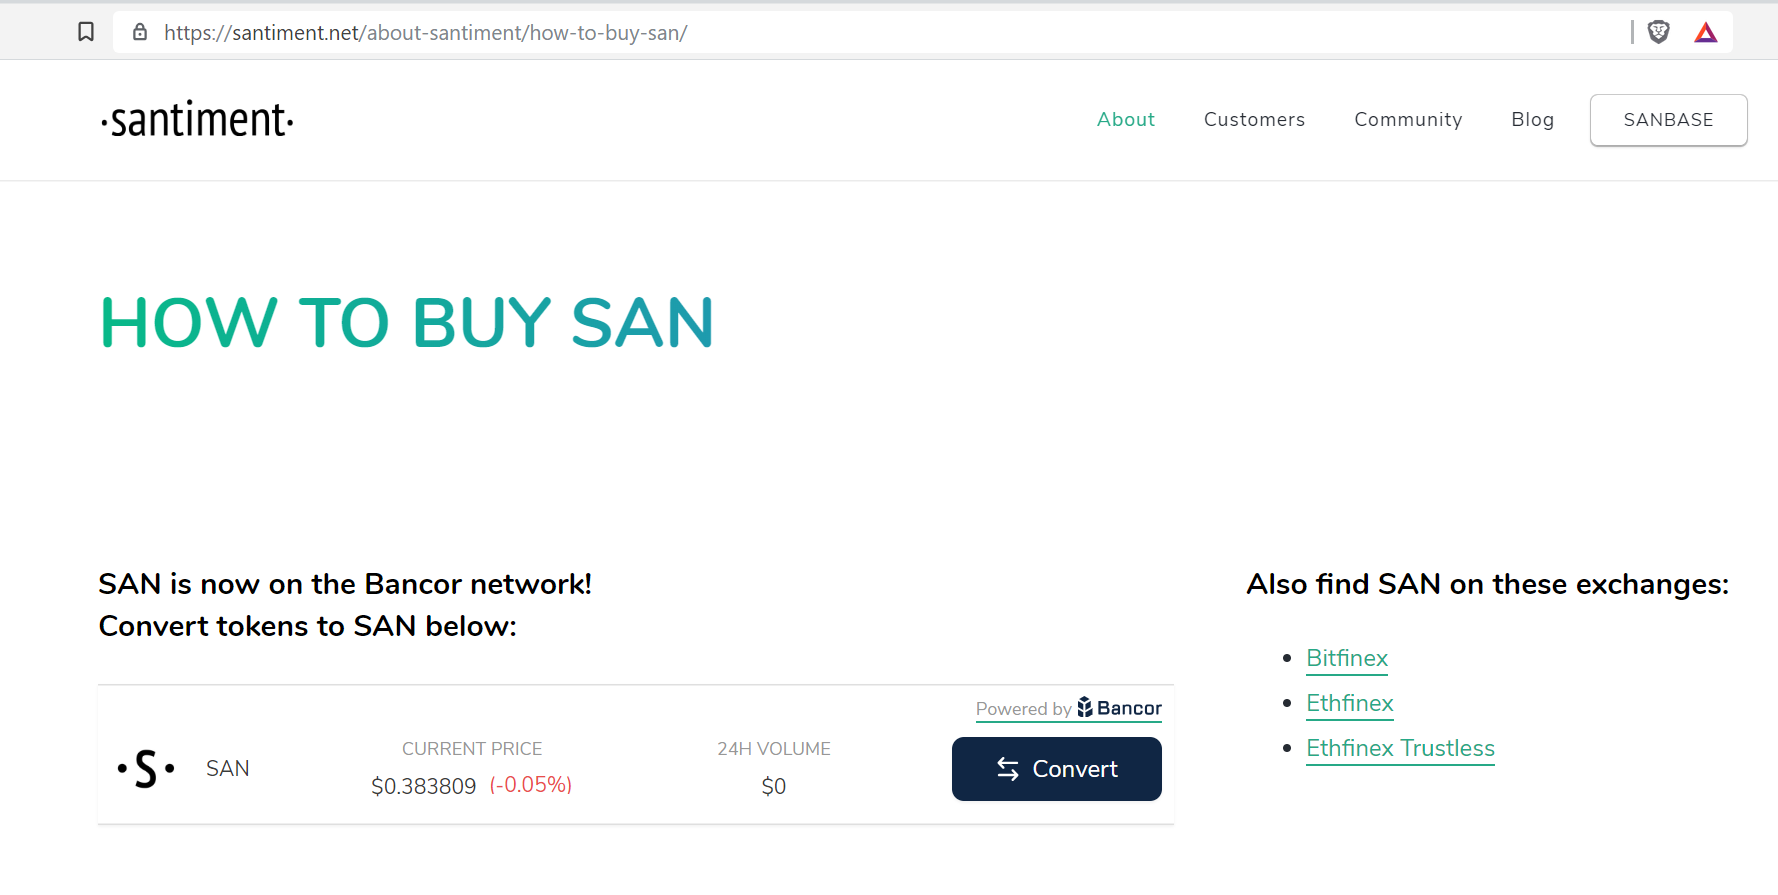 https://santiment.net/about-santiment/how-to-buy-san/
·santiment·
About Customers Community Blog SANBASE
HOW TO BUY SAN
SAN is now on the Bancor network!
Convert tokens to SAN below:
Powered by Bancor
·S· SAN
CURRENT PRICE
$0.383809 (-0.05%)
24H VOLUME
$0
Convert
Also find SAN on these exchanges:
• Bitfinex
• Ethfinex
• Ethfinex Trustless